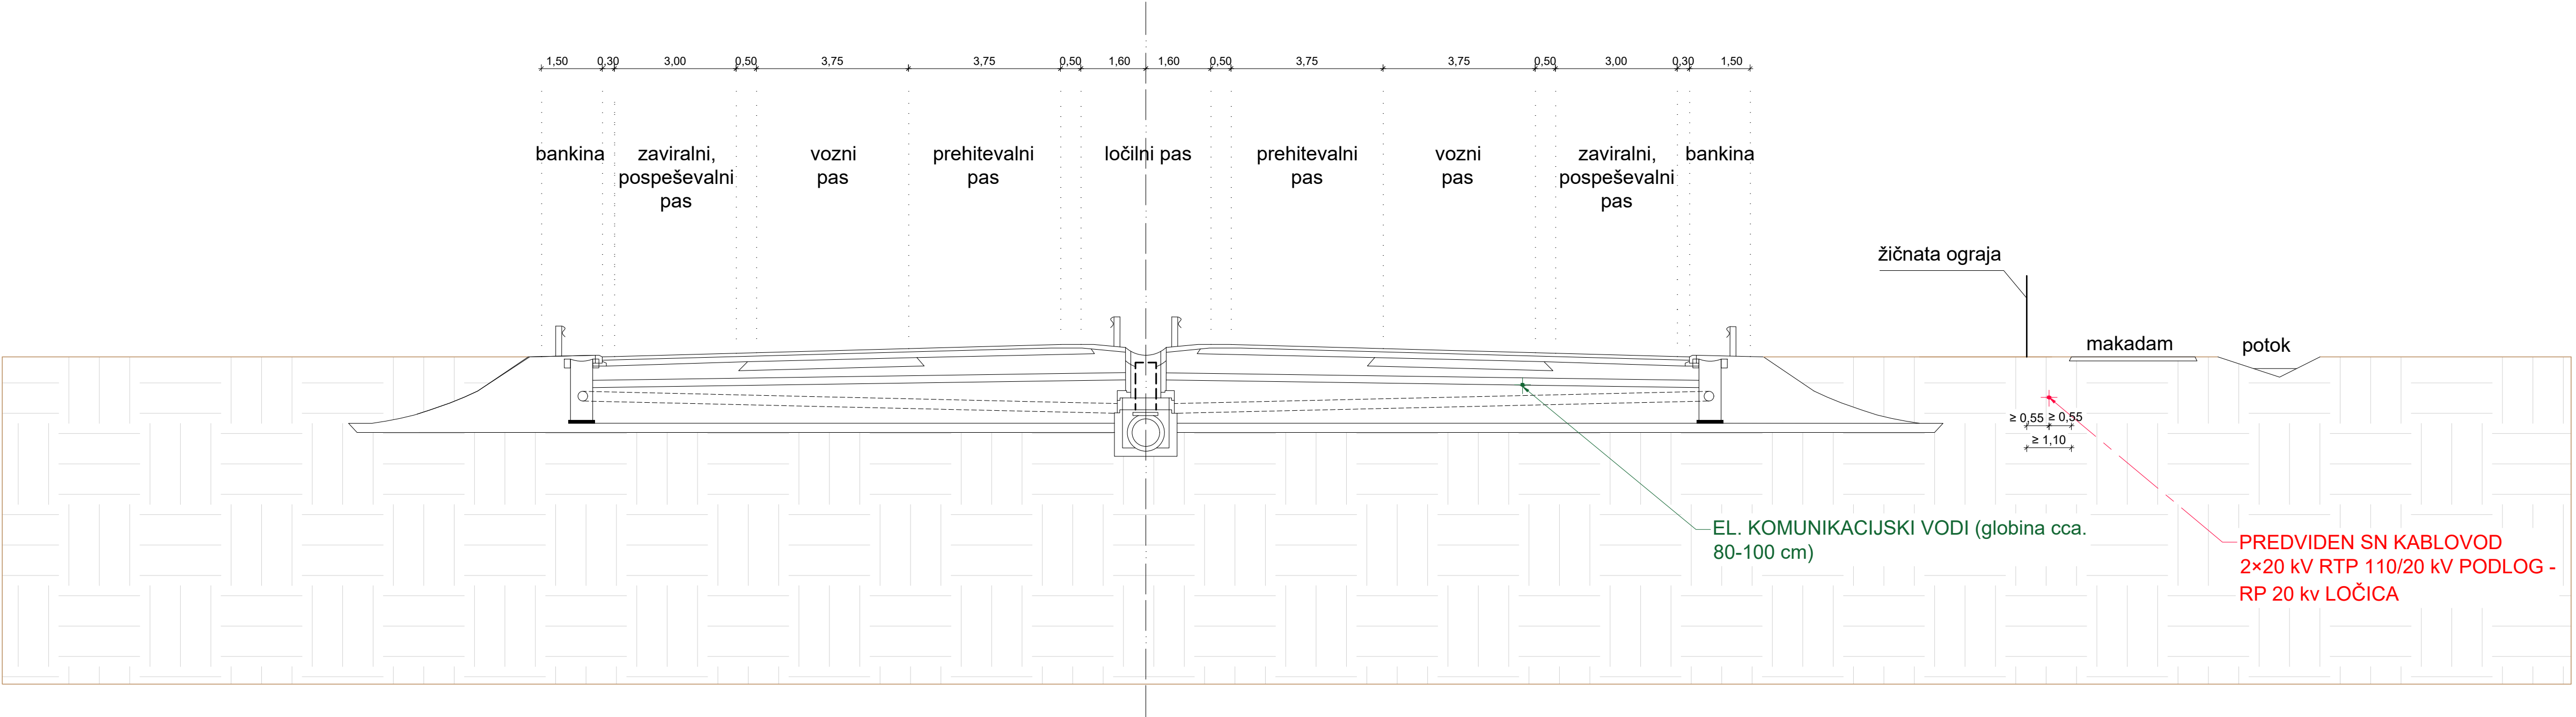 1,50 0,30 3,00 0,50 3,75 3,75 0,50 1,60 1,60 0,50 3,75 3,75 0,50 3,00 0,30 1,50
bankina
zaviralni,
pospeševalni
pas
vozni
pas
prehitevalni
pas
ločilni pas
prehitevalni
pas
vozni
pas
zaviralni,
pospeševalni
pas
bankina
žičnata ograja
makadam
potok
≥ 0,55 ≥ 0,55
≥ 1,10
EL. KOMUNIKACIJSKI VODI (globina cca.
80-100 cm)
PREDVIDEN SN KABLOVOD
2×20 kV RTP 110/20 kV PODLOG -
RP 20 kv LOČICA